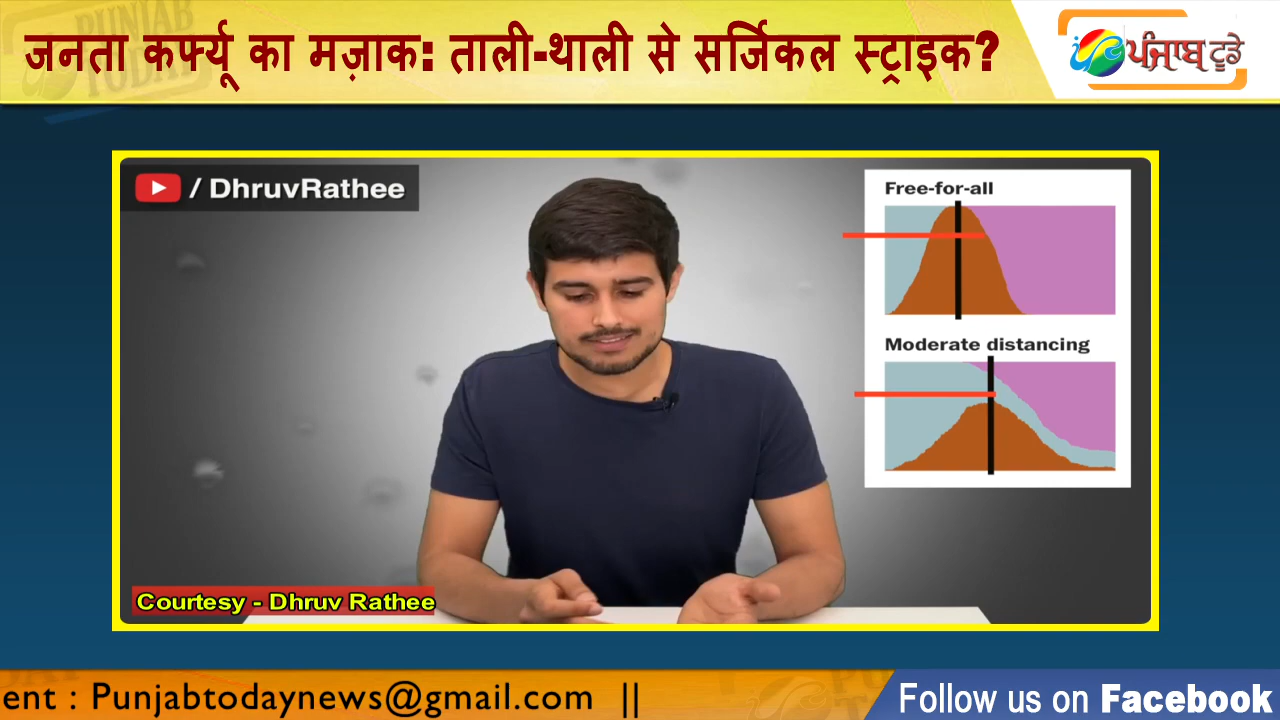 जनता कर्फ्यू का मज़ाक: ताली-थाली से सर्जिकल स्ट्राइक?
ਪੰਜਾਬ ਟੂਡੇ
/ DhruvRathee
Free-for-all
Moderate distancing
Courtesy - Dhruv Rathee
ent : Punjabtodaynews@gmail.com ||
Follow us on Facebook